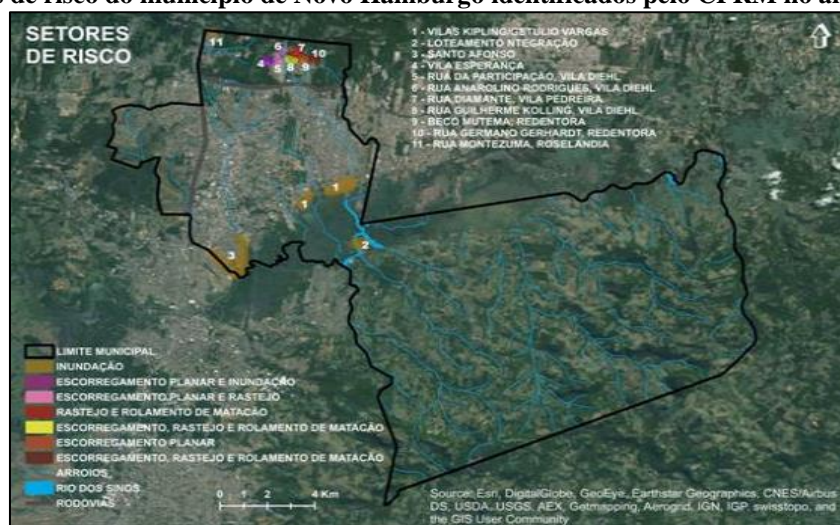 de risco do município de Novo Hamburgo identificados pelo CPRM no an
SETORES
DE RISCO
1 - VILAS KIPLING/GETÚLIO VARGAS
2 - LOTEAMENTO NTEGRAÇÃO
3 - SANTO AFONSO
4 - VILA ESPERANÇA
5 - RUA DA PARTICIPAÇÃO, VILA DIEHL
6 - RUA ANAROLINO RODRIGUES, VILA DIEHL
7 - RUA DIAMANTE, VILA PEDREIRA
8 - RUA GUILHERME KOLLING, VILA DIEHL
9 - BECO MUTEMA, REDENTORA
10 - RUA GERMANO GERHARDT, REDENTORA
11 - RUA MONTEZUMA, ROSELANDIA
11
6
7
10
4
5
8
9
1
1
2
3
LIMITE MUNICIPAL
INUNDAÇÃO
ESCORREGAMENTO PLANAR E INUNDAÇÃO
ESCORREGAMENTO PLANAR E RASTEJO
RASTEJO E ROLAMENTO DE MATACÃO
ESCORREGAMENTO, RASTEJO E ROLAMENTO DE MATACÃO
ESCORREGAMENTO PLANAR
ESCORREGAMENTO, RASTEJO E ROLAMENTO DE MATACÃO
ARROIOS
RIO DOS SINOS
RODOVIAS
0 1 2 4 Km
Source: Esri, DigitalGlobe, GeoEye, Earthstar Geographics, CNES/Airbus
DS, USDA, USGS, AEX, Getmapping, Aerogrid, IGN, IGP, swisstopo, and
the GIS User Community